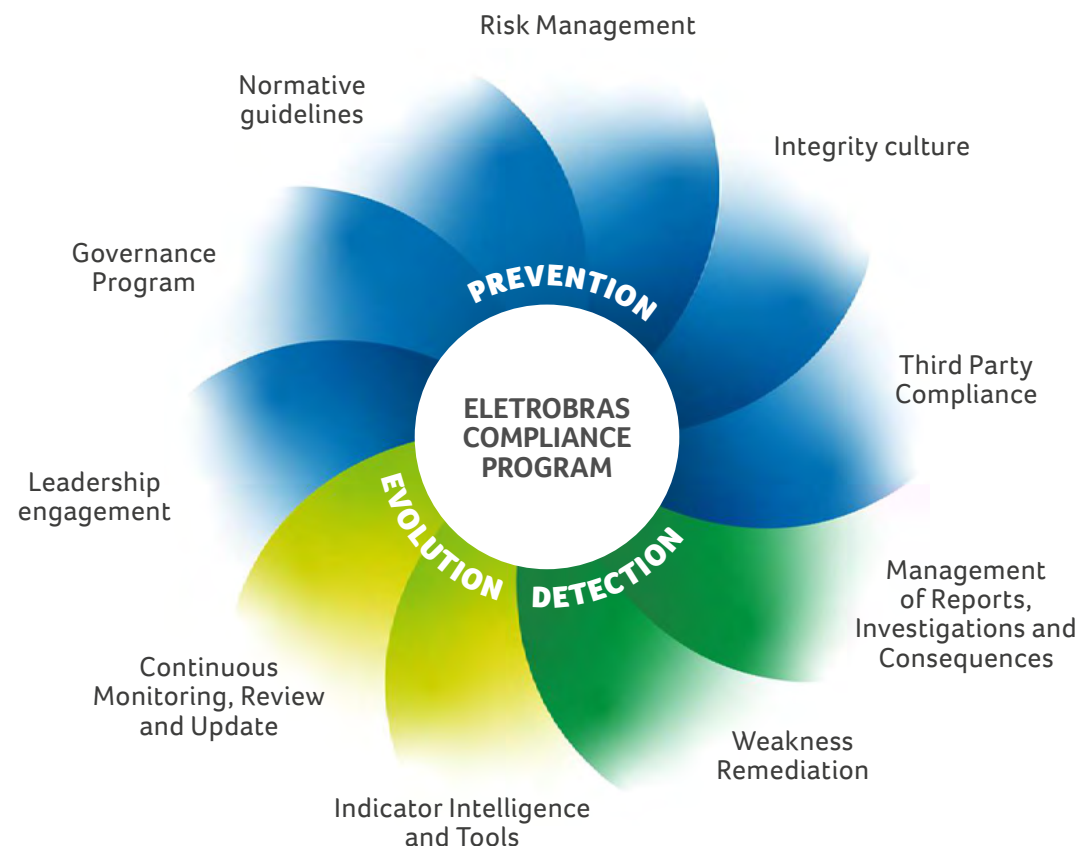 Risk Management
Normative
guidelines
Integrity culture
Governance
Program
PREVENTION
Third Party
Compliance
ELETROBRAS
COMPLIANCE
PROGRAM
Leadership
engagement
EVOLUTION
DETECTION
Management
of Reports,
Investigations and
Consequences
Continuous
Monitoring, Review
and Update
Weakness
Remediation
Indicator Intelligence
and Tools